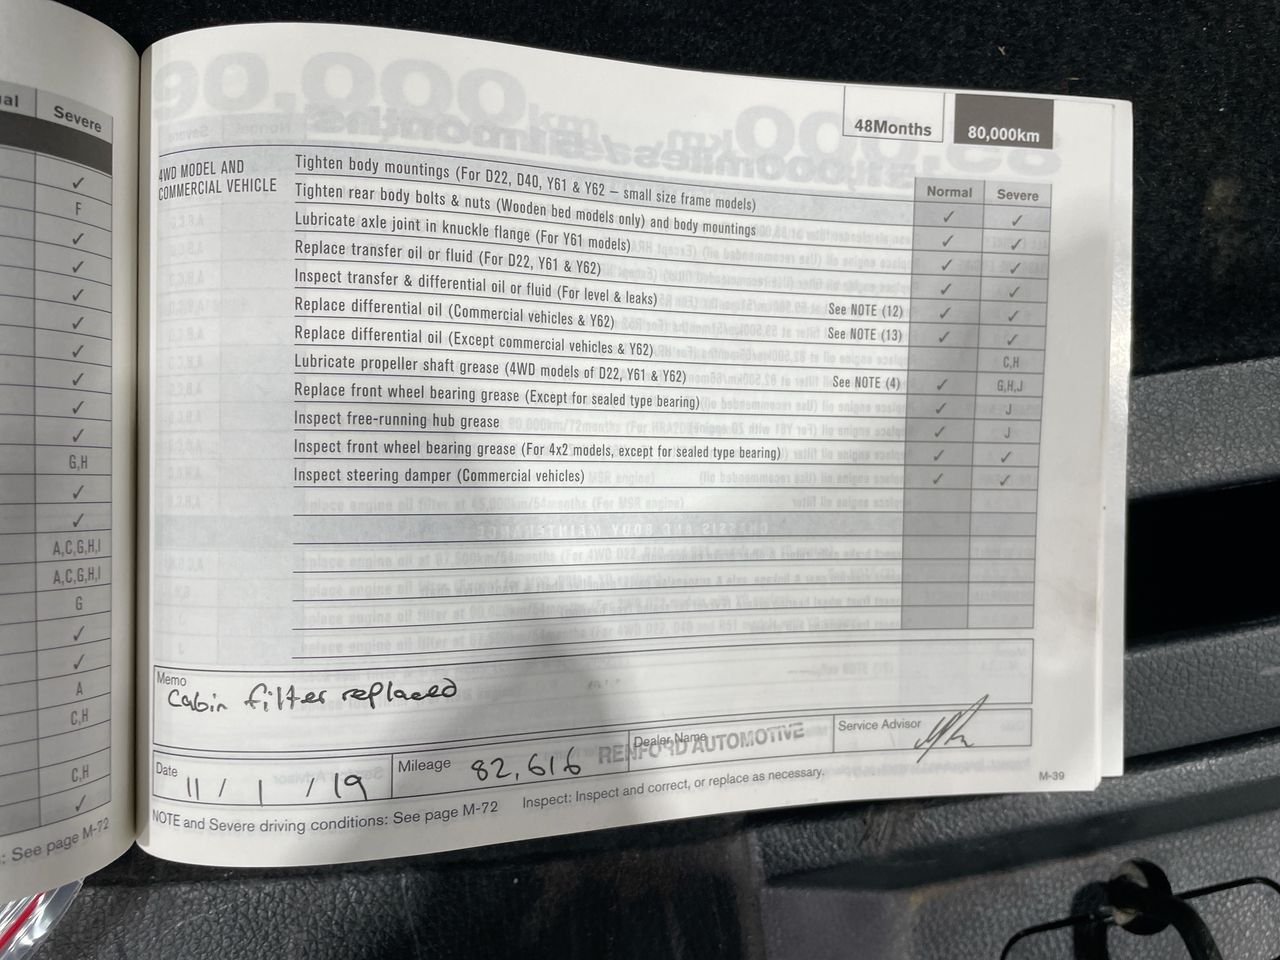 al Severe
✓
F
✓
✓
✓
✓
✓
✓
✓
✓
G,H
✓
✓
A,C,G,H,I
A,C,G,H,I
G
✓
✓
A
C,H
C,H
✓
: See page M-72
48Months 80,000km
Normal Severe
4WD MODEL AND
COMMERCIAL VEHICLE
Tighten body mountings (For D22, D40, Y61 & Y62 – small size frame models) ✓ ✓
Tighten rear body bolts & nuts (Wooden bed models only) and body mountings ✓ ✓
Lubricate axle joint in knuckle flange (For Y61 models) ✓ ✓
Replace transfer oil or fluid (For D22, Y61 & Y62) ✓ ✓
Inspect transfer & differential oil or fluid (For level & leaks) See NOTE (12) ✓ ✓
Replace differential oil (Commercial vehicles & Y62) See NOTE (13) ✓ ✓
Replace differential oil (Except commercial vehicles & Y62) C,H
Lubricate propeller shaft grease (4WD models of D22, Y61 & Y62) See NOTE (4) ✓ G,H,J
Replace front wheel bearing grease (Except for sealed type bearing) ✓ J
Inspect free-running hub grease ✓ J
Inspect front wheel bearing grease (For 4x2 models, except for sealed type bearing) ✓ ✓
Inspect steering damper (Commercial vehicles) ✓ ✓
Memo
Cabin filter replaced
Date 11 / 1 / 19
Mileage 82,616
Dealer Name RENFORD AUTOMOTIVE
Service Advisor
NOTE and Severe driving conditions: See page M-72 Inspect: Inspect and correct, or replace as necessary.
M-39